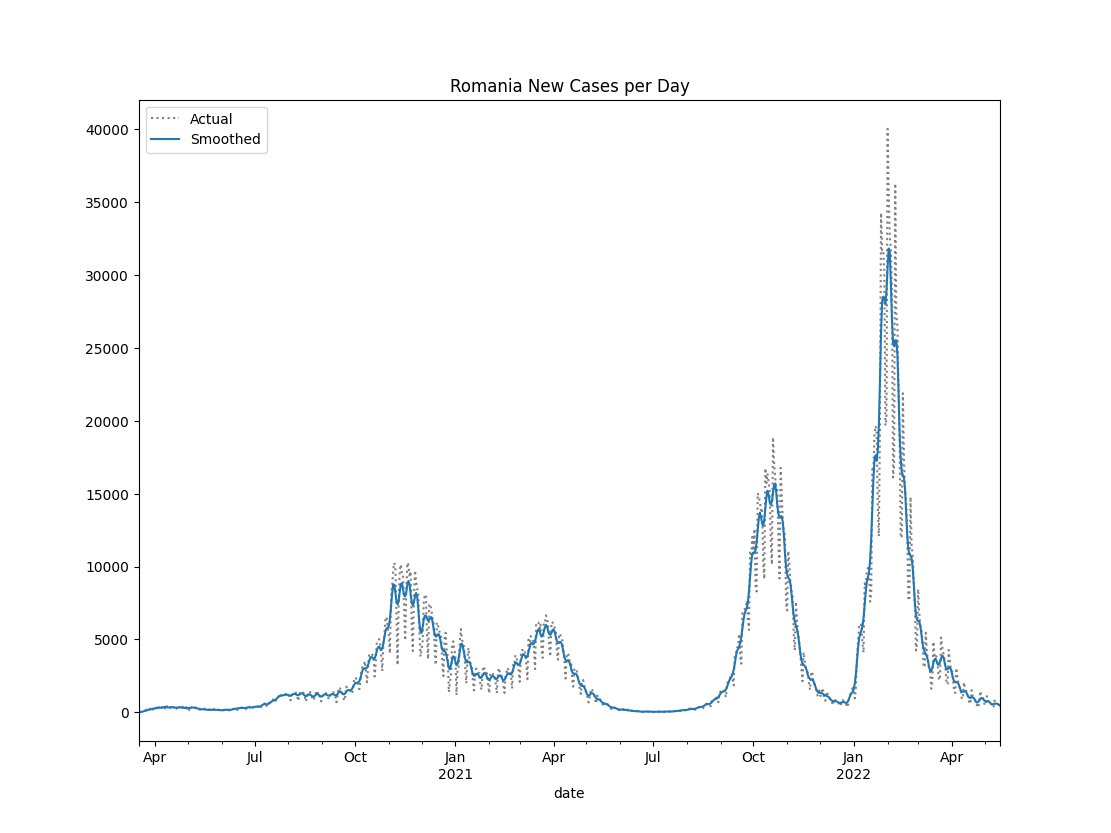 Romania New Cases per Day
Actual
Smoothed
40000
35000
30000
25000
20000
15000
10000
5000
0
Apr Jul Oct Jan Apr Jul Oct Jan Apr
2021 2022
date